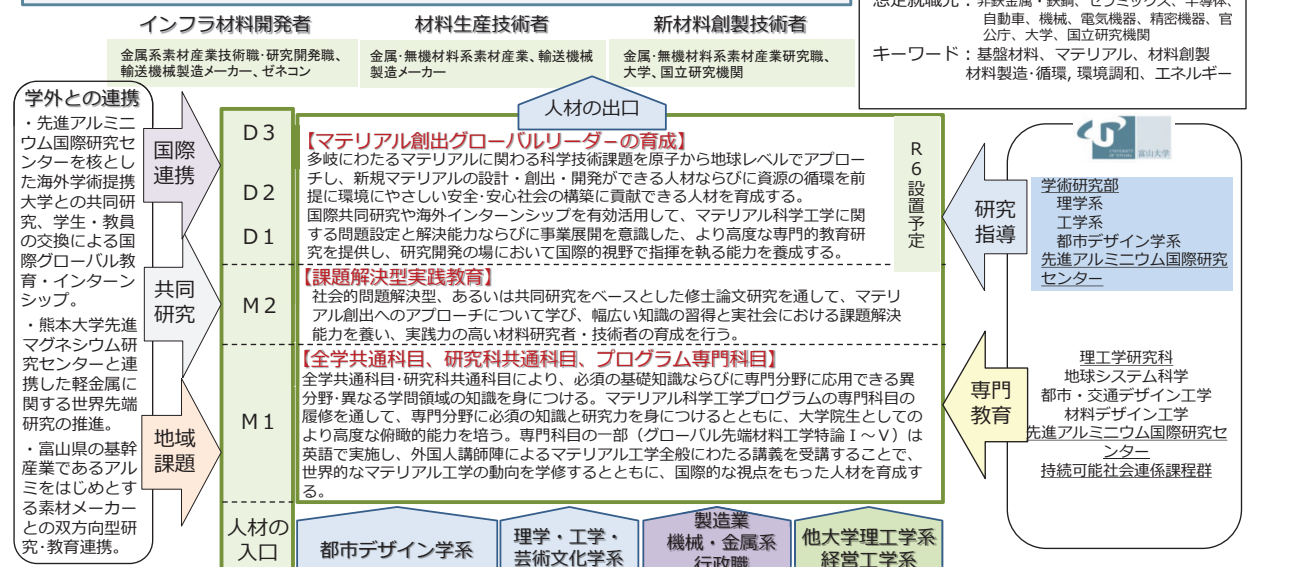 インフラ材料開発者
材料生産技術者
新材料創製技術者
金属系素材産業技術職･研究開発職、
輸送機械製造メーカー、ゼネコン
金属･無機材料系素材産業、輸送機械
製造メーカー
金属･無機材料系素材産業研究職、
大学、国立研究機関
想定就職先：非鉄金属・鉄鋼、セラミックス、半導体、
自動車、機械、電気機器、精密機器、官
公庁、大学、国立研究機関
キーワード：基盤材料、マテリアル、材料創製
材料製造･循環, 環境調和、エネルギー
学外との連携
・先進アルミニ
ウム国際研究セ
ンターを核とし
た海外学術提携
大学との共同研
究、学生・教員
の交換による国
際グローバル教
育・インターン
シップ。
・熊本大学先進
マグネシウム研
究センターと連
携した軽金属に
関する世界先端
研究の推進。
・富山県の基幹
産業であるアル
ミをはじめとす
る素材メーカー
との双方向型研
究･教育連携。
国際
連携
共同
研究
地域
課題
人材の出口
D３
D２
D１
【マテリアル創出グローバルリーダーの育成】
多岐にわたるマテリアルに関わる科学技術課題を原子から地球レベルでアプロー
チし、新規マテリアルの設計・創出・開発ができる人材ならびに資源の循環を前
提に環境にやさしい安全･安心社会の構築に貢献できる人材を育成する。
国際共同研究や海外インターンシップを有効活用して、マテリアル科学工学に関
する問題設定と解決能力ならびに事業展開を意識した、より高度な専門的教育研
究を提供し、研究開発の場において国際的視野で指揮を執る能力を養成する。
R
6
設
置
予
定
M２
【課題解決型実践教育】
社会的問題解決型、あるいは共同研究をベースとした修士論文研究を通して、マテリ
アル創出へのアプローチについて学び、幅広い知識の習得と実社会における課題解決
能力を養い、実践力の高い材料研究者・技術者の育成を行う。
M１
【全学共通科目、研究科共通科目、プログラム専門科目】
全学共通科目･研究科共通科目により、必須の基礎知識ならびに専門分野に応用できる異
分野･異なる学問領域の知識を身につける。マテリアル科学工学プログラムの専門科目の
履修を通して、専門分野に必須の知識と研究力を身につけるとともに、大学院生としての
より高度な俯瞰的能力を培う。専門科目の一部（グローバル先端材料工学特論Ⅰ～Ⅴ）は
英語で実施し、外国人講師陣によるマテリアル工学全般にわたる講義を受講することで、
世界的なマテリアル工学の動向を学修するとともに、国際的な視点をもった人材を育成す
る。
人材の
入口
都市デザイン学系
理学・工学・
芸術文化学系
製造業
機械・金属系
行政職
他大学理工学系
経営工学系
研究
指導
専門
教育
富山大学
学術研究部
理学系
工学系
都市デザイン学系
先進アルミニウム国際研究
センター
理工学研究科
地球システム科学
都市・交通デザイン工学
材料デザイン工学
先進アルミニウム国際研究セ
ンター
持続可能社会連係課程群